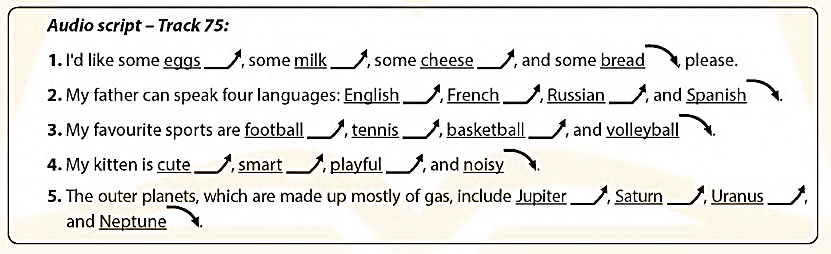 Audio script – Track 75:
1. I'd like some eggs, some milk, some cheese, and some bread, please.
2. My father can speak four languages: English, French, Russian, and Spanish.
3. My favourite sports are football, tennis, basketball, and volleyball.
4. My kitten is cute, smart, playful, and noisy.
5. The outer planets, which are made up mostly of gas, include Jupiter, Saturn, Uranus,
and Neptune.